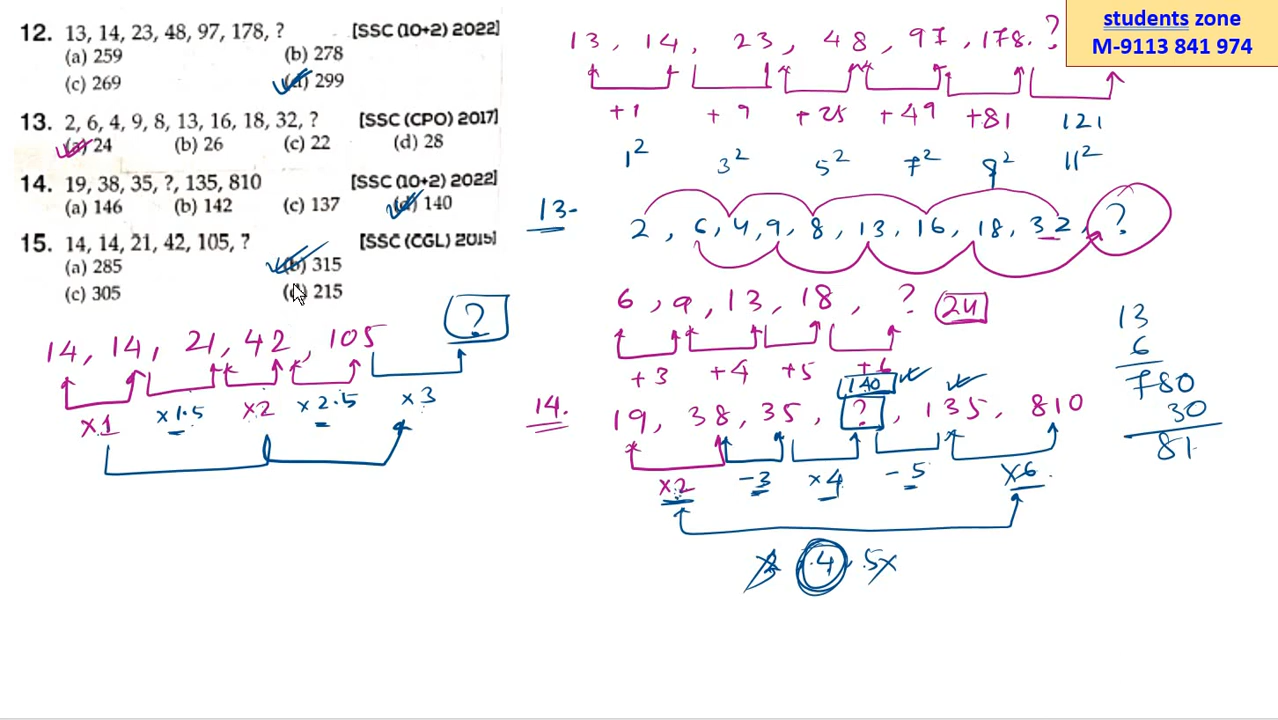 12. 13, 14, 23, 48, 97, 178, ? [SSC (10+2) 2022]
(a) 259 (b) 278
(c) 269 (d) 299
13. 2, 6, 4, 9, 8, 13, 16, 18, 32, ? [SSC (CPO) 2017]
(a) 24 (b) 26 (c) 22 (d) 28
14. 19, 38, 35, ?, 135, 810 [SSC (10+2) 2022]
(a) 146 (b) 142 (c) 137 (d) 140
15. 14, 14, 21, 42, 105, ? [SSC (CGL) 2015]
(a) 285 (b) 315
(c) 305 (d) 215
14, 14, 21, 42, 105 ?
×1 ×1.5 ×2 ×2.5 ×3
students zone
M-9113 841 974
13, 14, 23, 48, 97, 178. ?
+1 +9 +25 +49 +81 121
1² 3² 5² 7² 9² 11²
13- 2, 6, 4, 9, 8, 13, 16, 18, 32, ?
6, 9, 13, 18, ? 24
+3 +4 +5 +6
140
14. 19, 38, 35, ?, 135, 810
×2 -3 ×4 -5 ×6
4 5×
13
6
780
30
81